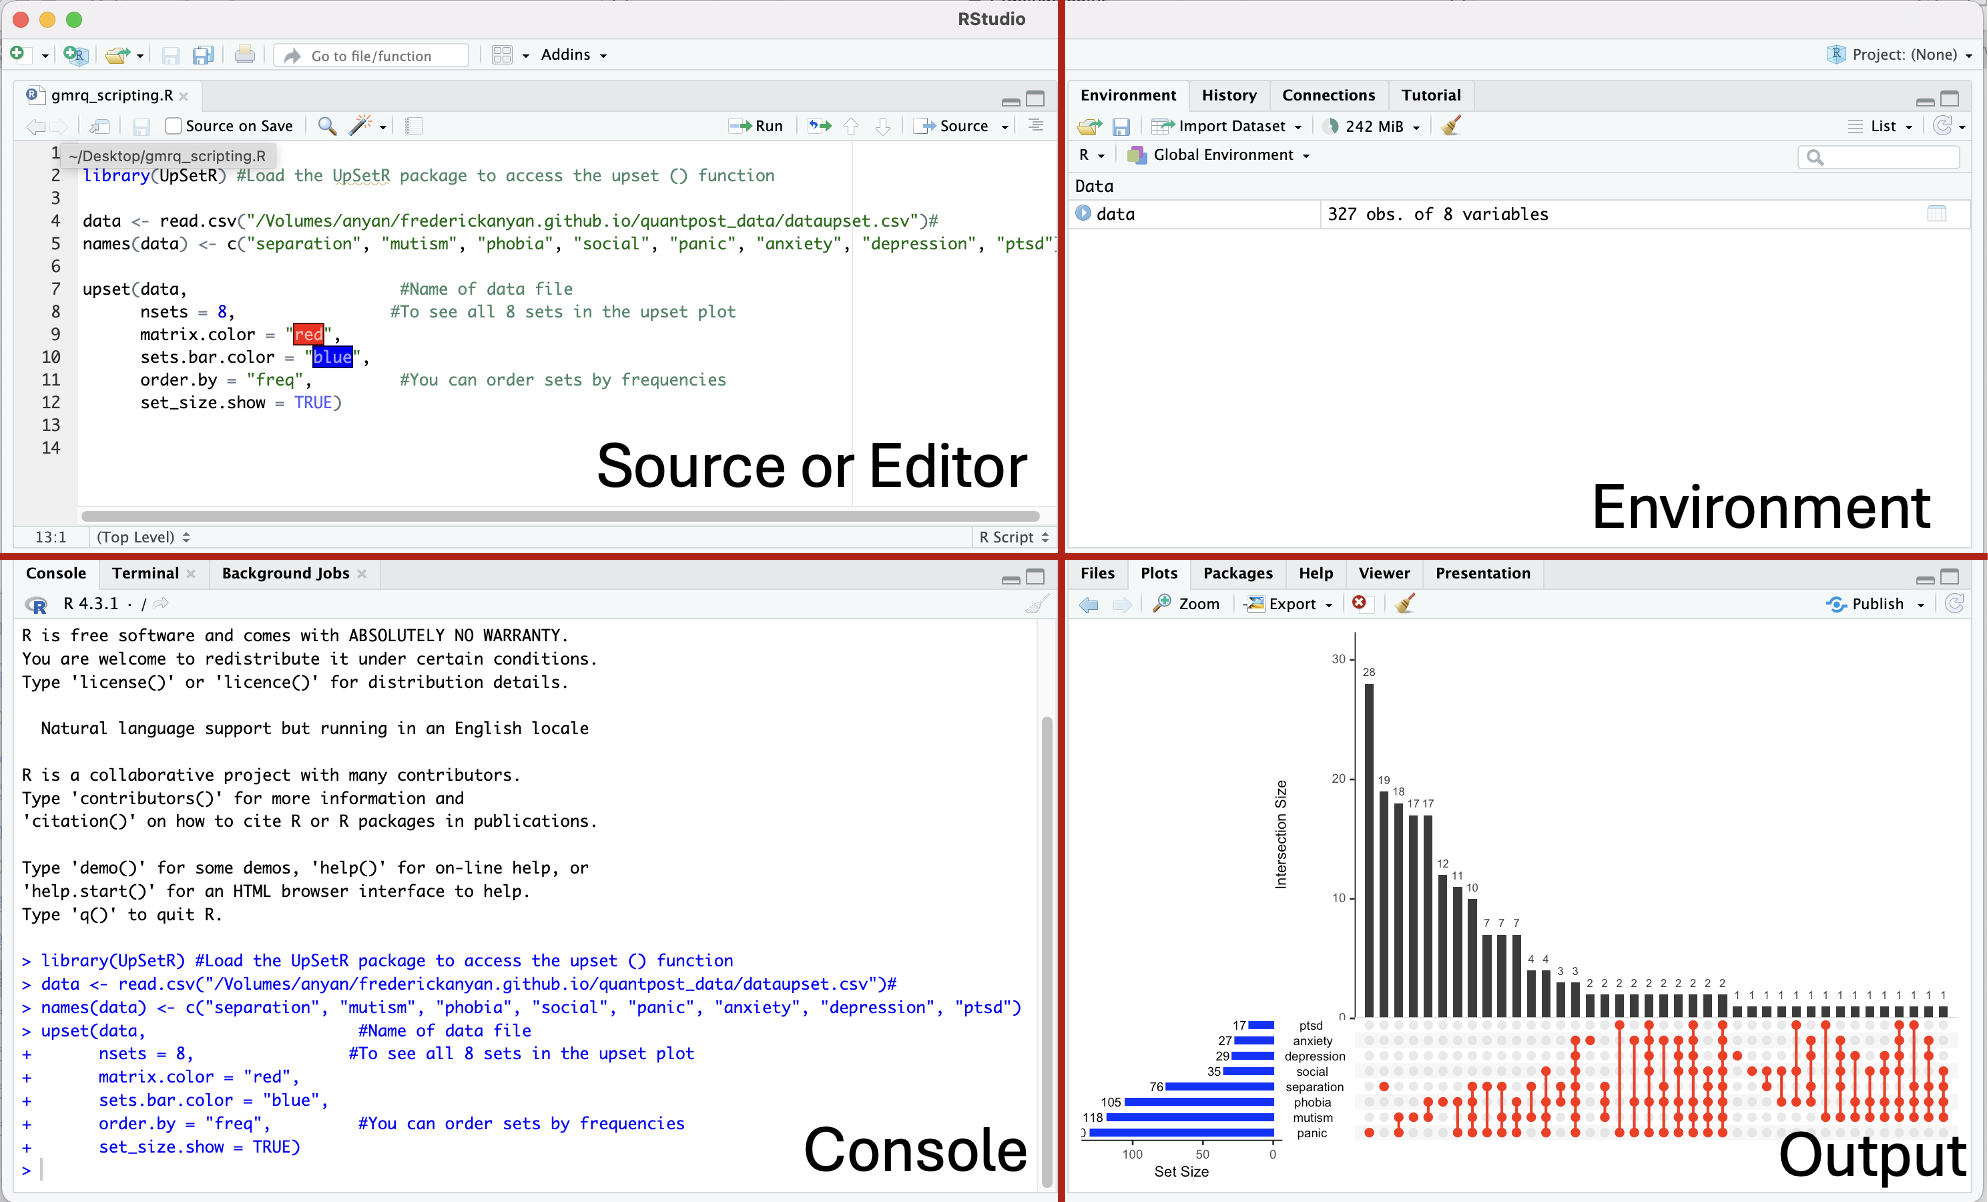 RStudio
Go to file/function
Addins
Project: (None)
gmrq_scripting.R
Source on Save
Run
Source
~/Desktop/gmrq_scripting.R
1
2 library(UpSetR) #Load the UpSetR package to access the upset () function
3
4 data <- read.csv("/Volumes/anyan/frederickanyan.github.io/quantpost_data/dataupset.csv")#
5 names(data) <- c("separation", "mutism", "phobia", "social", "panic", "anxiety", "depression", "ptsd")
6
7 upset(data, #Name of data file
8 nsets = 8, #To see all 8 sets in the upset plot
9 matrix.color = "red",
10 sets.bar.color = "blue",
11 order.by = "freq", #You can order sets by frequencies
12 set_size.show = TRUE)
13
14
Source or Editor
13:1 (Top Level) R Script
Environment History Connections Tutorial
Import Dataset 242 MiB List
R Global Environment
Data
data 327 obs. of 8 variables
Environment
Console Terminal Background Jobs
R 4.3.1 · /
R is free software and comes with ABSOLUTELY NO WARRANTY.
You are welcome to redistribute it under certain conditions.
Type 'license()' or 'licence()' for distribution details.
Natural language support but running in an English locale
R is a collaborative project with many contributors.
Type 'contributors()' for more information and
'citation()' on how to cite R or R packages in publications.
Type 'demo()' for some demos, 'help()' for on-line help, or
'help.start()' for an HTML browser interface to help.
Type 'q()' to quit R.
> library(UpSetR) #Load the UpSetR package to access the upset () function
> data <- read.csv("/Volumes/anyan/frederickanyan.github.io/quantpost_data/dataupset.csv")#
> names(data) <- c("separation", "mutism", "phobia", "social", "panic", "anxiety", "depression", "ptsd")
> upset(data, #Name of data file
+ nsets = 8, #To see all 8 sets in the upset plot
+ matrix.color = "red",
+ sets.bar.color = "blue",
+ order.by = "freq", #You can order sets by frequencies
+ set_size.show = TRUE)
>
Console
Files Plots Packages Help Viewer Presentation
Zoom Export Publish
30
20
10
0
Intersection Size
28 19 18 17 17 12 11 10 7 7 7 4 4 3 3 2 2 2 2 2 2 2 2 2 2 1 1 1 1 1 1 1 1 1 1 1 1 1 1 1
17 ptsd
27 anxiety
29 depression
35 social
76 separation
105 phobia
118 mutism
panic
100 50 0
Set Size
Output